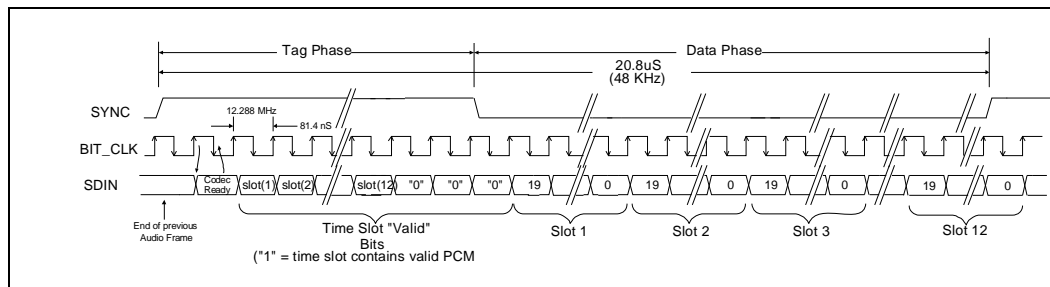 Tag Phase
Data Phase
20.8uS
(48 KHz)
SYNC
12.288 MHz
81.4 nS
BIT_CLK
SDIN
Codec
Ready
slot(1)
slot(2)
slot(12)
"0"
"0"
"0"
19
0
19
0
19
0
19
0
End of previous
Audio Frame
Time Slot "Valid"
Bits
("1" = time slot contains valid PCM
Slot 1
Slot 2
Slot 3
Slot 12